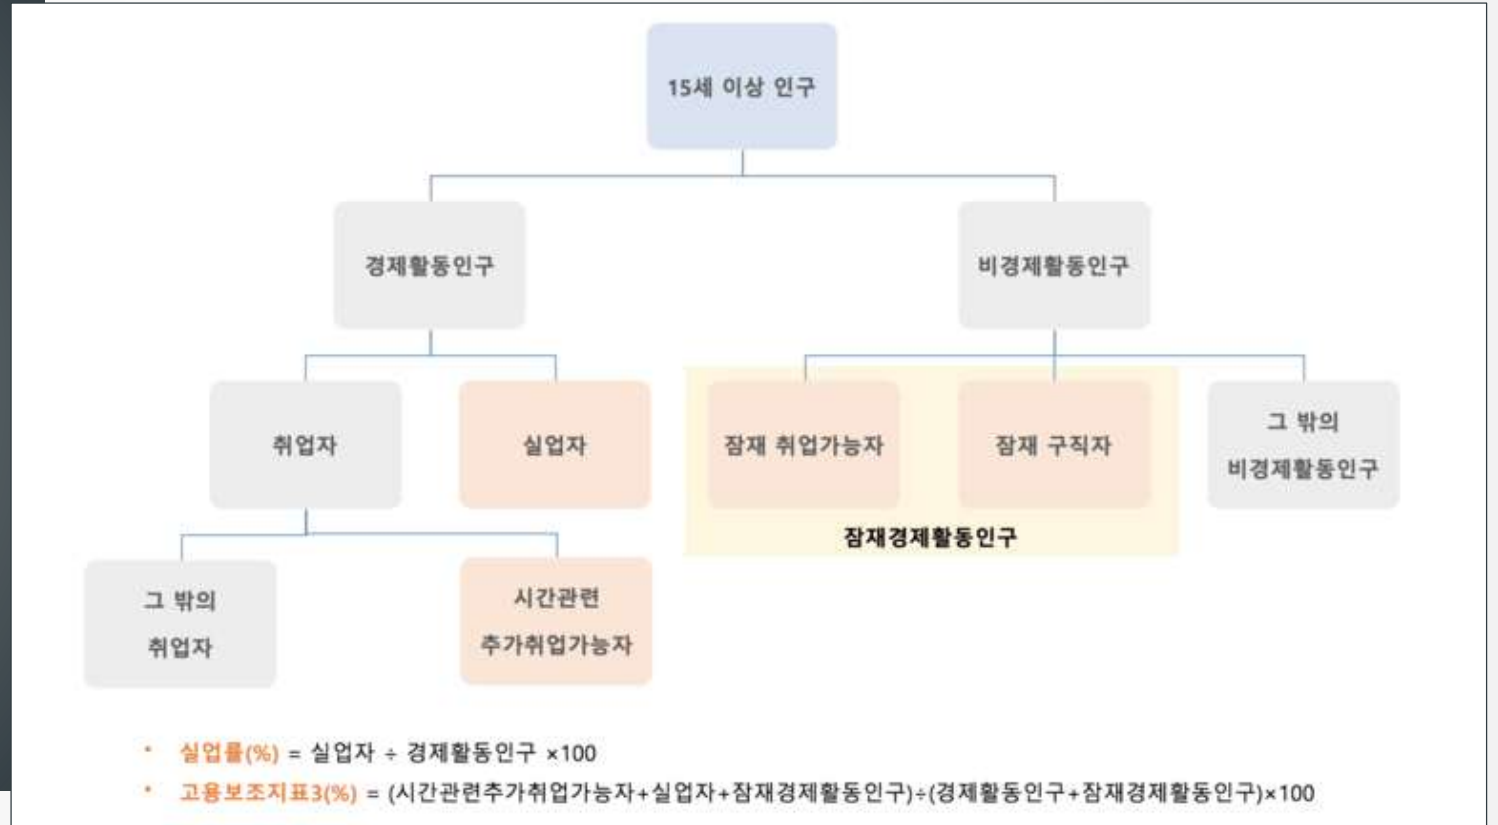 15세 이상 인구
경제활동인구
비경제활동인구
취업자
실업자
잠재 취업가능자
잠재 구직자
그 밖의
비경제활동인구
잠재경제활동인구
그 밖의
취업자
시간관련
추가취업가능자
• 실업률(%) = 실업자 ÷ 경제활동인구 ×100
• 고용보조지표3(%) = (시간관련추가취업가능자+실업자+잠재경제활동인구)÷(경제활동인구+잠재경제활동인구)×100